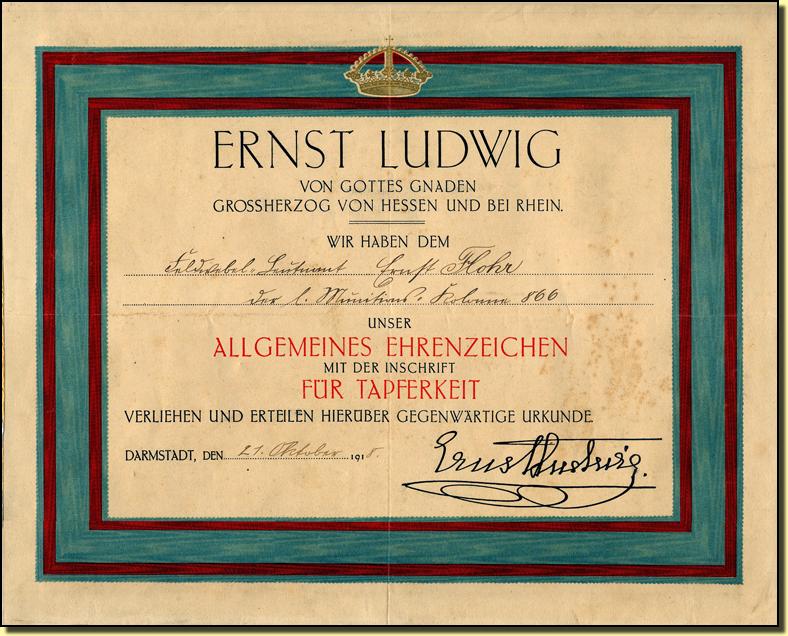 ERNST LUDWIG
VON GOTTES GNADEN
GROSSHERZOG VON HESSEN UND BEI RHEIN.
WIR HABEN DEM
Feldwebel-Leutnant Ernst Flohr
der l. Munitions-Kolonne 866
UNSER
ALLGEMEINES EHRENZEICHEN
MIT DER INSCHRIFT
FÜR TAPFERKEIT
VERLIEHEN UND ERTEILEN HIERÜBER GEGENWÄRTIGE URKUNDE.
DARMSTADT, DEN 21. Oktober 1918.
Ernst Ludwig.